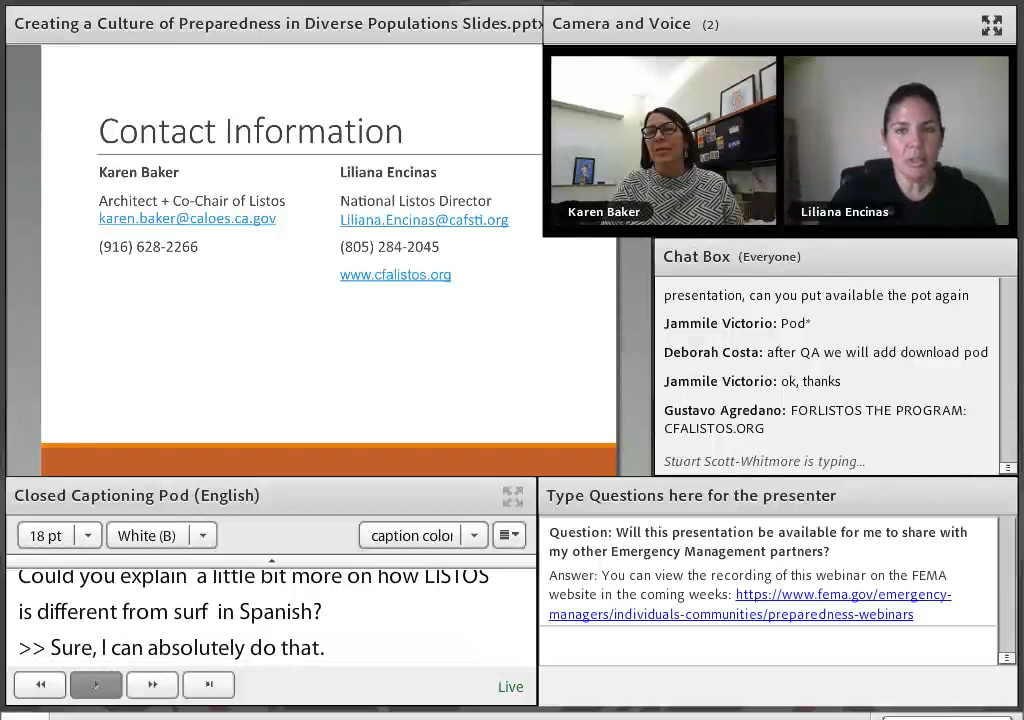 Creating a Culture of Preparedness in Diverse Populations Slides.pptx
Camera and Voice (2)
Karen Baker
Liliana Encinas
Contact Information
Karen Baker
Architect + Co-Chair of Listos
karen.baker@caloes.ca.gov
(916) 628-2266
Liliana Encinas
National Listos Director
Liliana.Encinas@cafsti.org
(805) 284-2045
www.cfalistos.org
Chat Box (Everyone)
presentation, can you put available the pot again
Jammile Victorio: Pod*
Deborah Costa: after QA we will add download pod
Jammile Victorio: ok, thanks
Gustavo Agredano: FORLISTOS THE PROGRAM:
CFALISTOS.ORG
Stuart Scott-Whitmore is typing...
Closed Captioning Pod (English)
18 pt
White (B)
caption color
Could you explain a little bit more on how LISTOS
is different from surf in Spanish?
>> Sure, I can absolutely do that.
Live
Type Questions here for the presenter
Question: Will this presentation be available for me to share with
my other Emergency Management partners?
Answer: You can view the recording of this webinar on the FEMA
website in the coming weeks: https://www.fema.gov/emergency-
managers/individuals-communities/preparedness-webinars